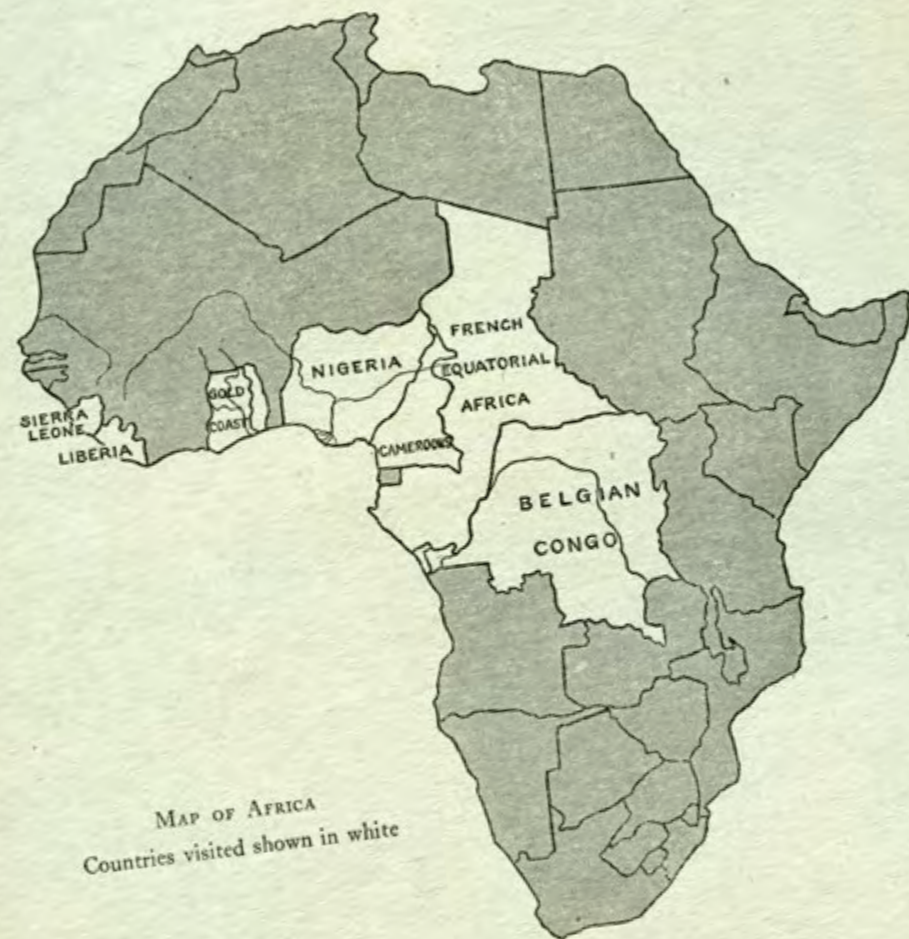 FRENCH
EQUATORIAL
AFRICA
NIGERIA
GOLD
COAST
SIERRA
LEONE
LIBERIA
CAMEROONS
BELGIAN
CONGO
MAP OF AFRICA
Countries visited shown in white